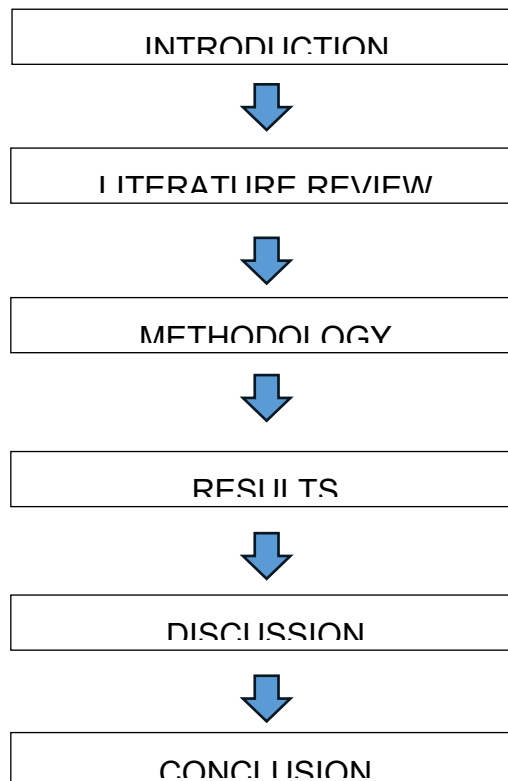 INTRODUCTION
LITERATURE REVIEW
METHODOLOGY
RESULTS
DISCUSSION
CONCLUSION